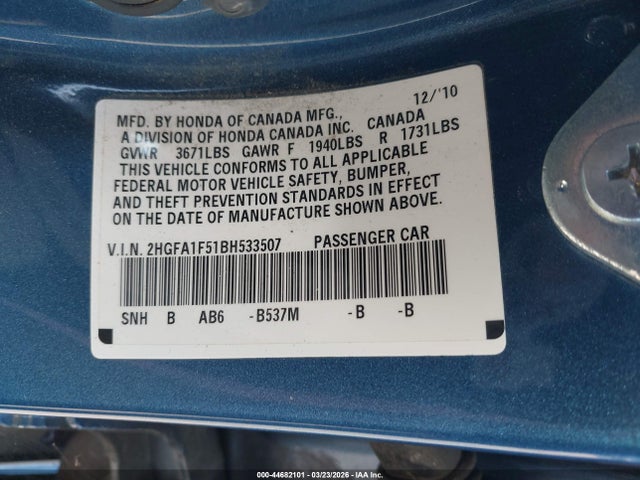 12/'10
MFD. BY HONDA OF CANADA MFG.,
A DIVISION OF HONDA CANADA INC. CANADA
GVWR 3671LBS GAWR F 1940LBS R 1731LBS
THIS VEHICLE CONFORMS TO ALL APPLICABLE
FEDERAL MOTOR VEHICLE SAFETY, BUMPER,
AND THEFT PREVENTION STANDARDS IN EFFECT
ON THE DATE OF MANUFACTURE SHOWN ABOVE.
V.I.N. 2HGFA1F51BH533507 PASSENGER CAR
SNH B AB6 -B537M -B -B
000-44682101 | 03/23/2026 | IAA Inc.